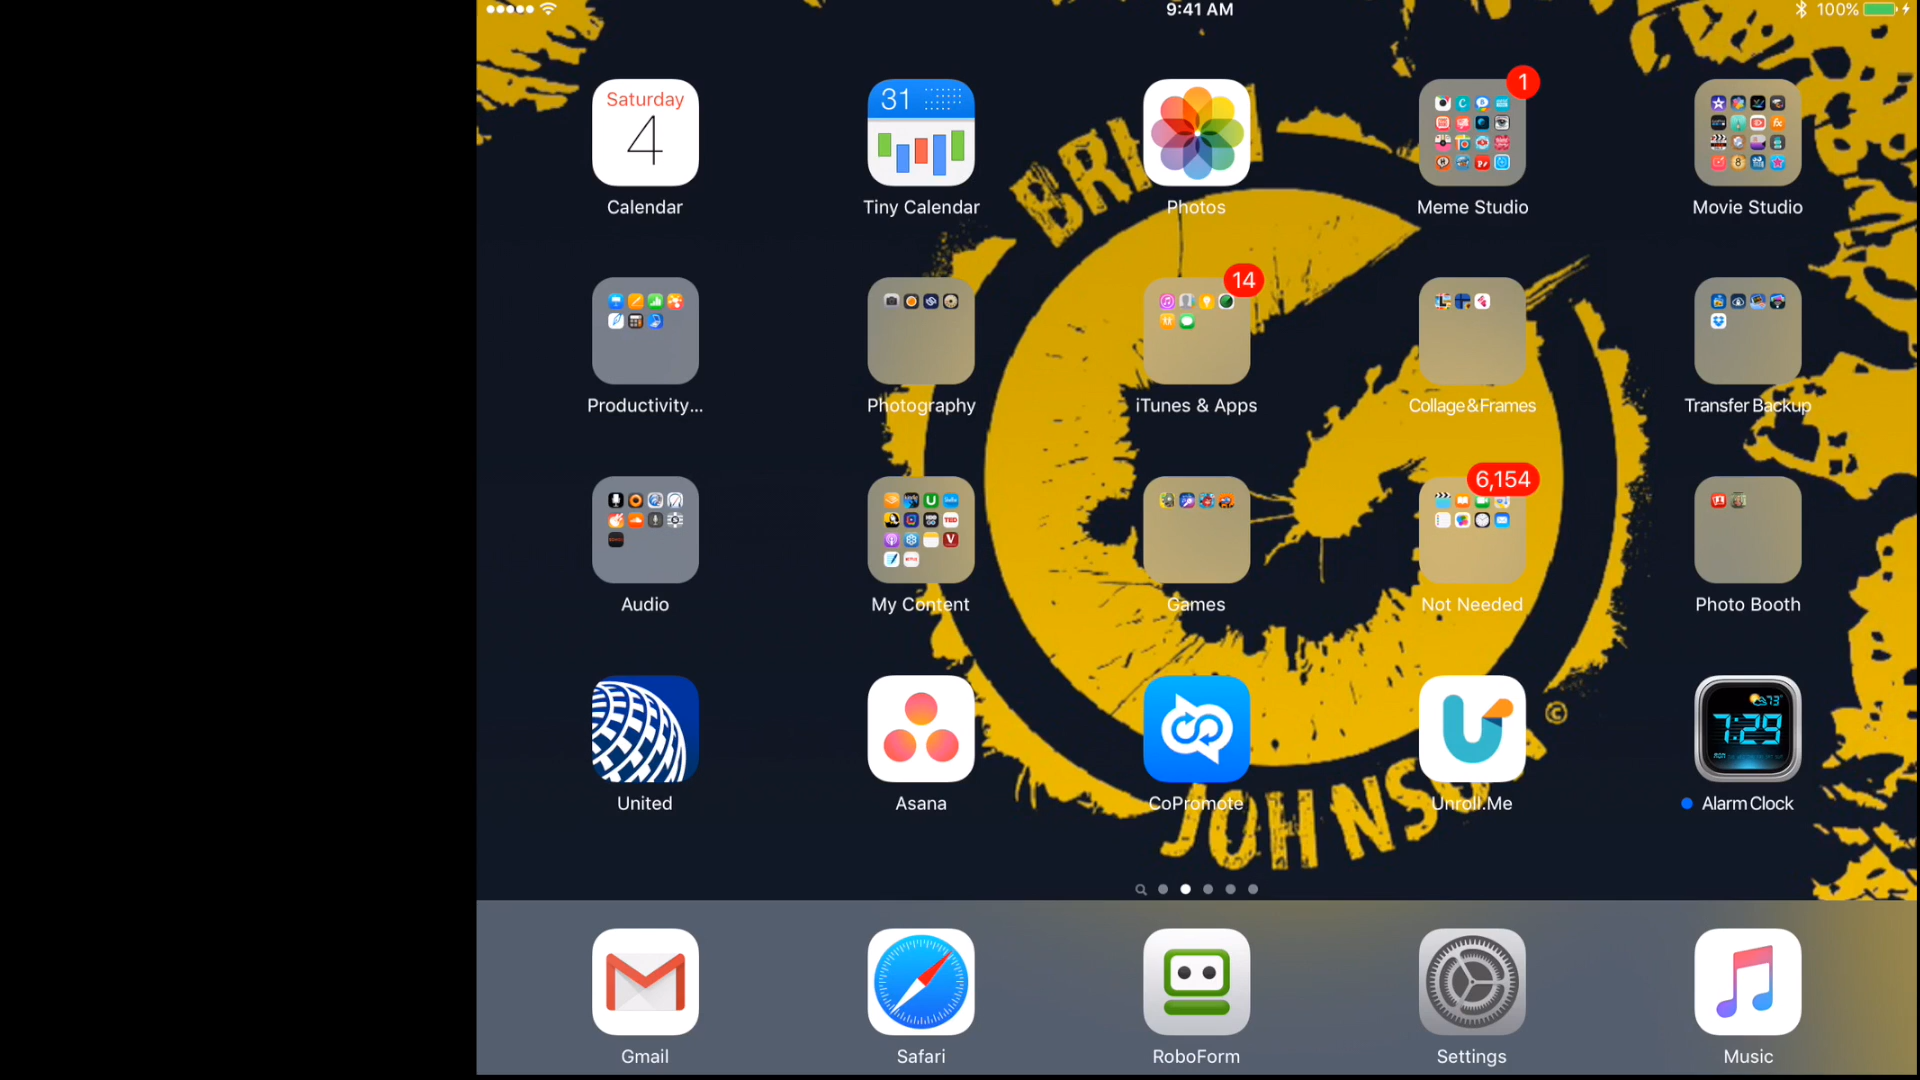 9:41 AM
100%
BRI
Saturday
4
Calendar
31
Tiny Calendar
Photos
1
Meme Studio
Movie Studio
Productivity...
Photography
14
iTunes & Apps
Collage&Frames
Transfer Backup
Audio
TED
My Content
Games
6,154
Not Needed
Photo Booth
United
Asana
CoPromote
Unroll.Me
©
73°
7:29
Alarm Clock
JOHNS
Gmail
Safari
RoboForm
Settings
Music